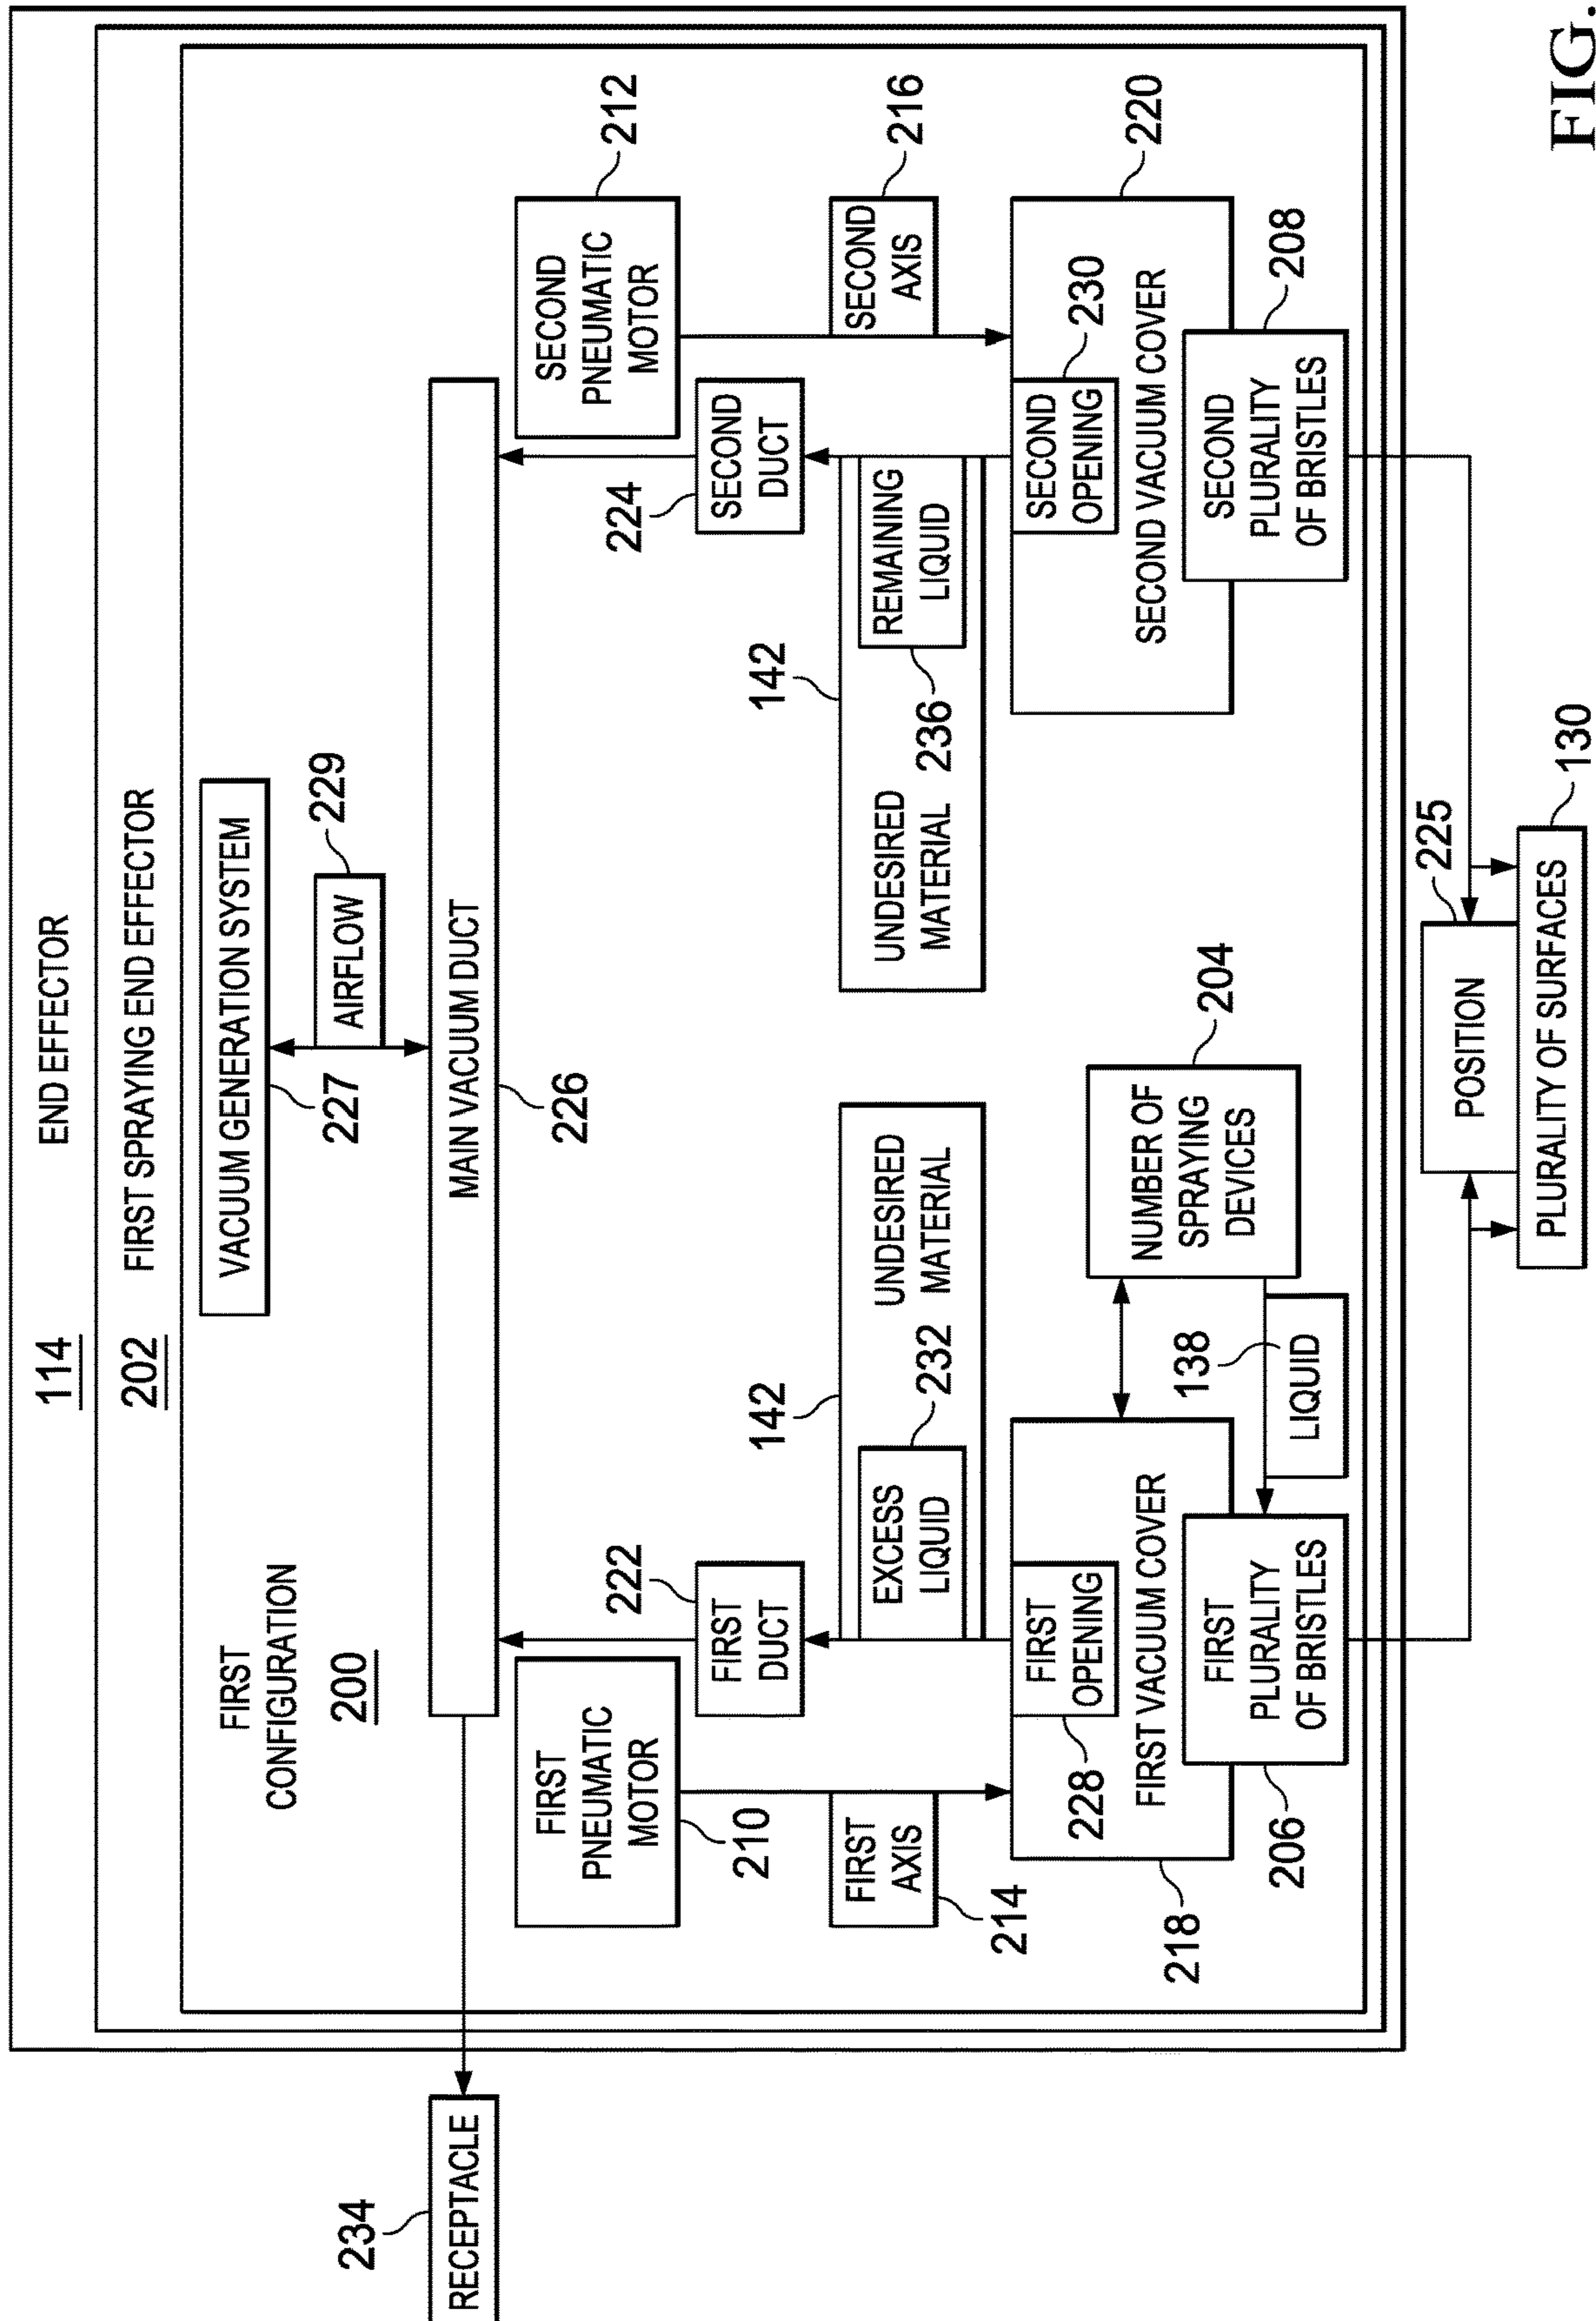 END EFFECTOR
114
FIRST SPRAYING END EFFECTOR
202
FIRST
CONFIGURATION
200
VACUUM GENERATION SYSTEM
227
AIRFLOW
229
MAIN VACUUM DUCT
226
RECEPTACLE
234
FIRST
PNEUMATIC
MOTOR
210
FIRST
DUCT
222
SECOND
DUCT
224
SECOND
PNEUMATIC
MOTOR
212
FIRST
AXIS
214
EXCESS
LIQUID
232
UNDESIRED
MATERIAL
142
UNDESIRED
MATERIAL
142
REMAINING
LIQUID
236
SECOND
AXIS
216
FIRST
OPENING
228
FIRST VACUUM COVER
218
FIRST
PLURALITY
OF BRISTLES
206
NUMBER OF
SPRAYING
DEVICES
204
LIQUID
138
SECOND
OPENING
230
SECOND VACUUM COVER
220
SECOND
PLURALITY
OF BRISTLES
208
POSITION
225
PLURALITY OF SURFACES
130
FIG.